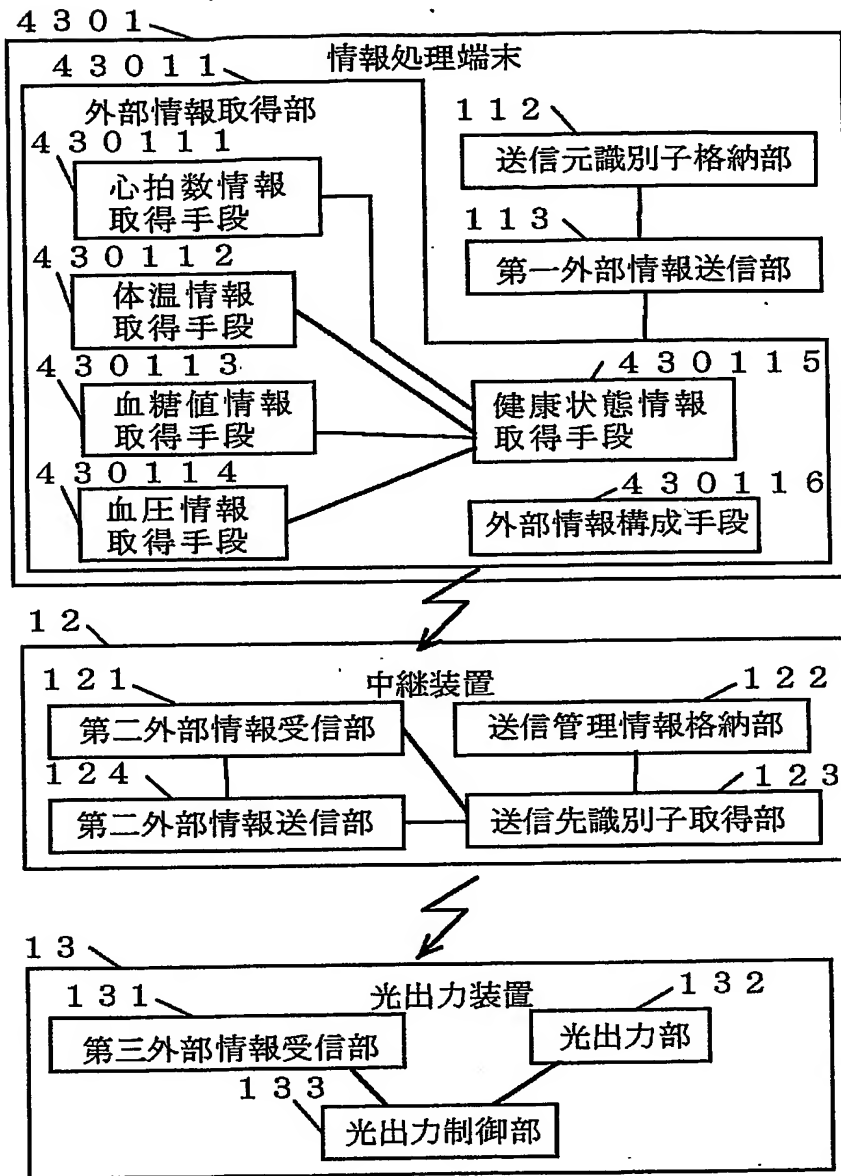 4301
情報処理端末
43011
外部情報取得部
112
送信元識別子格納部
430111
心拍数情報
取得手段
113
第一外部情報送信部
430112
体温情報
取得手段
430113
血糖値情報
取得手段
430115
健康状態情報
取得手段
430114
血圧情報
取得手段
430116
外部情報構成手段
12
中継装置
121
第二外部情報受信部
122
送信管理情報格納部
124
第二外部情報送信部
123
送信先識別子取得部
13
光出力装置
131
第三外部情報受信部
132
光出力部
133
光出力制御部